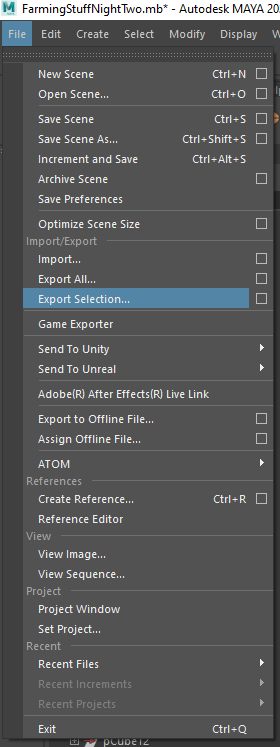 FarmingStuffNightTwo.mb* - Autodesk MAYA 20
File Edit Create Select Modify Display
New Scene Ctrl+N
Open Scene... Ctrl+O
Save Scene Ctrl+S
Save Scene As... Ctrl+Shift+S
Increment and Save Ctrl+Alt+S
Archive Scene
Save Preferences
Optimize Scene Size
Import/Export
Import...
Export All...
Export Selection...
Game Exporter
Send To Unity
Send To Unreal
Adobe(R) After Effects(R) Live Link
Export to Offline File...
Assign Offline File...
ATOM
References
Create Reference... Ctrl+R
Reference Editor
View
View Image...
View Sequence...
Project
Project Window
Set Project...
Recent
Recent Files
Recent Increments
Recent Projects
Exit Ctrl+Q
pCube12